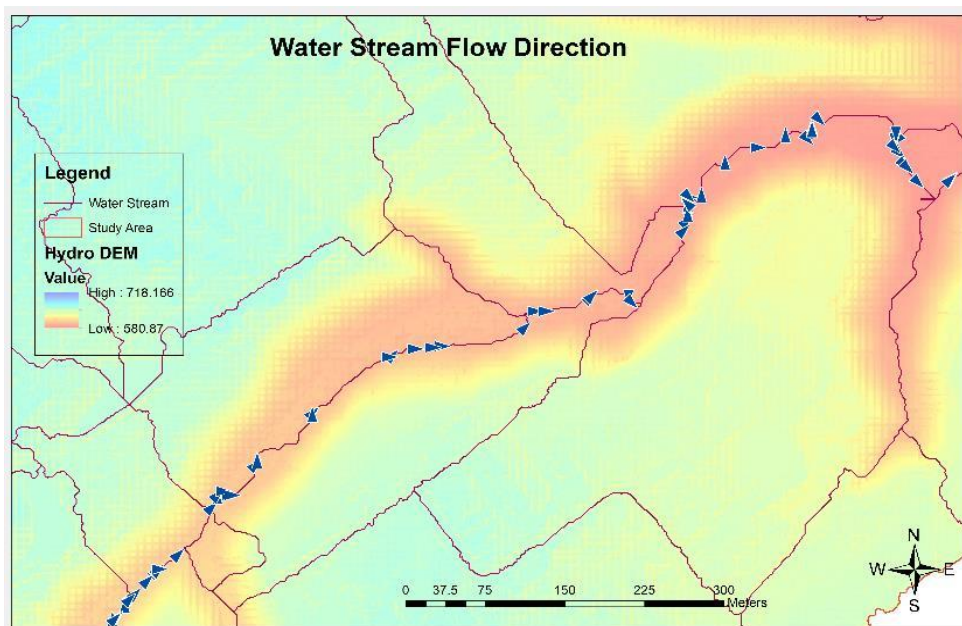 Water Stream Flow Direction
Legend
Water Stream
Study Area
Hydro DEM
Value
High : 718.166
Low : 580.87
N
W E
S
0 37.5 75 150 225 300
Meters